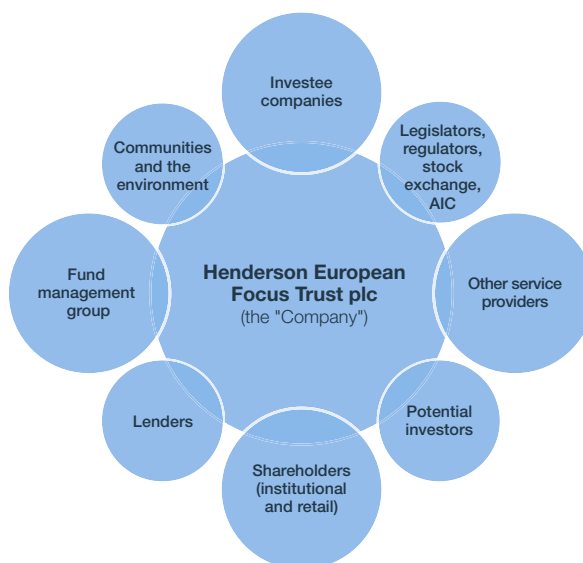 Investee
companies
Legislators,
regulators,
stock
exchange,
AIC
Communities
and the
environment
Fund
management
group
Henderson European
Focus Trust plc
(the "Company")
Other service
providers
Lenders
Potential
investors
Shareholders
(institutional
and retail)